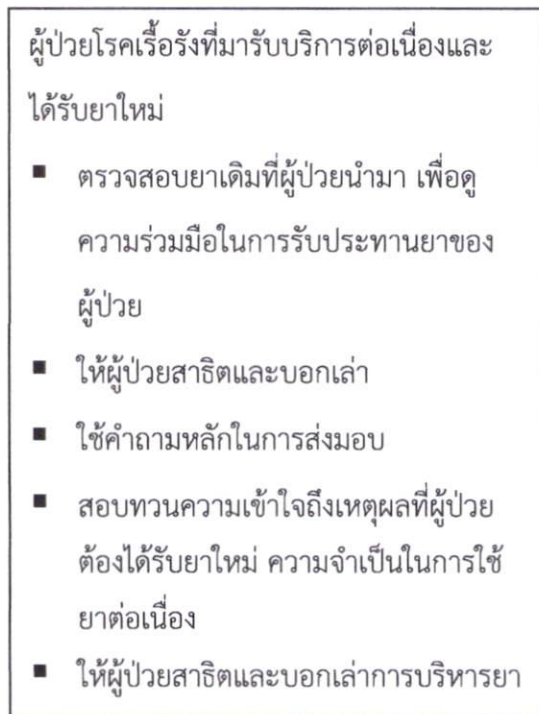 ผู้ป่วยโรคเรื้อรังที่มารับบริการต่อเนื่องและ
ได้รับยาใหม่
▪ ตรวจสอบยาเดิมที่ผู้ป่วยนำมา เพื่อดู
ความร่วมมือในการรับประทานยาของ
ผู้ป่วย
▪ ให้ผู้ป่วยสาธิตและบอกเล่า
▪ ใช้คำถามหลักในการส่งมอบ
▪ สอบทวนความเข้าใจถึงเหตุผลที่ผู้ป่วย
ต้องได้รับยาใหม่ ความจำเป็นในการใช้
ยาต่อเนื่อง
▪ ให้ผู้ป่วยสาธิตและบอกเล่าการบริหารยา